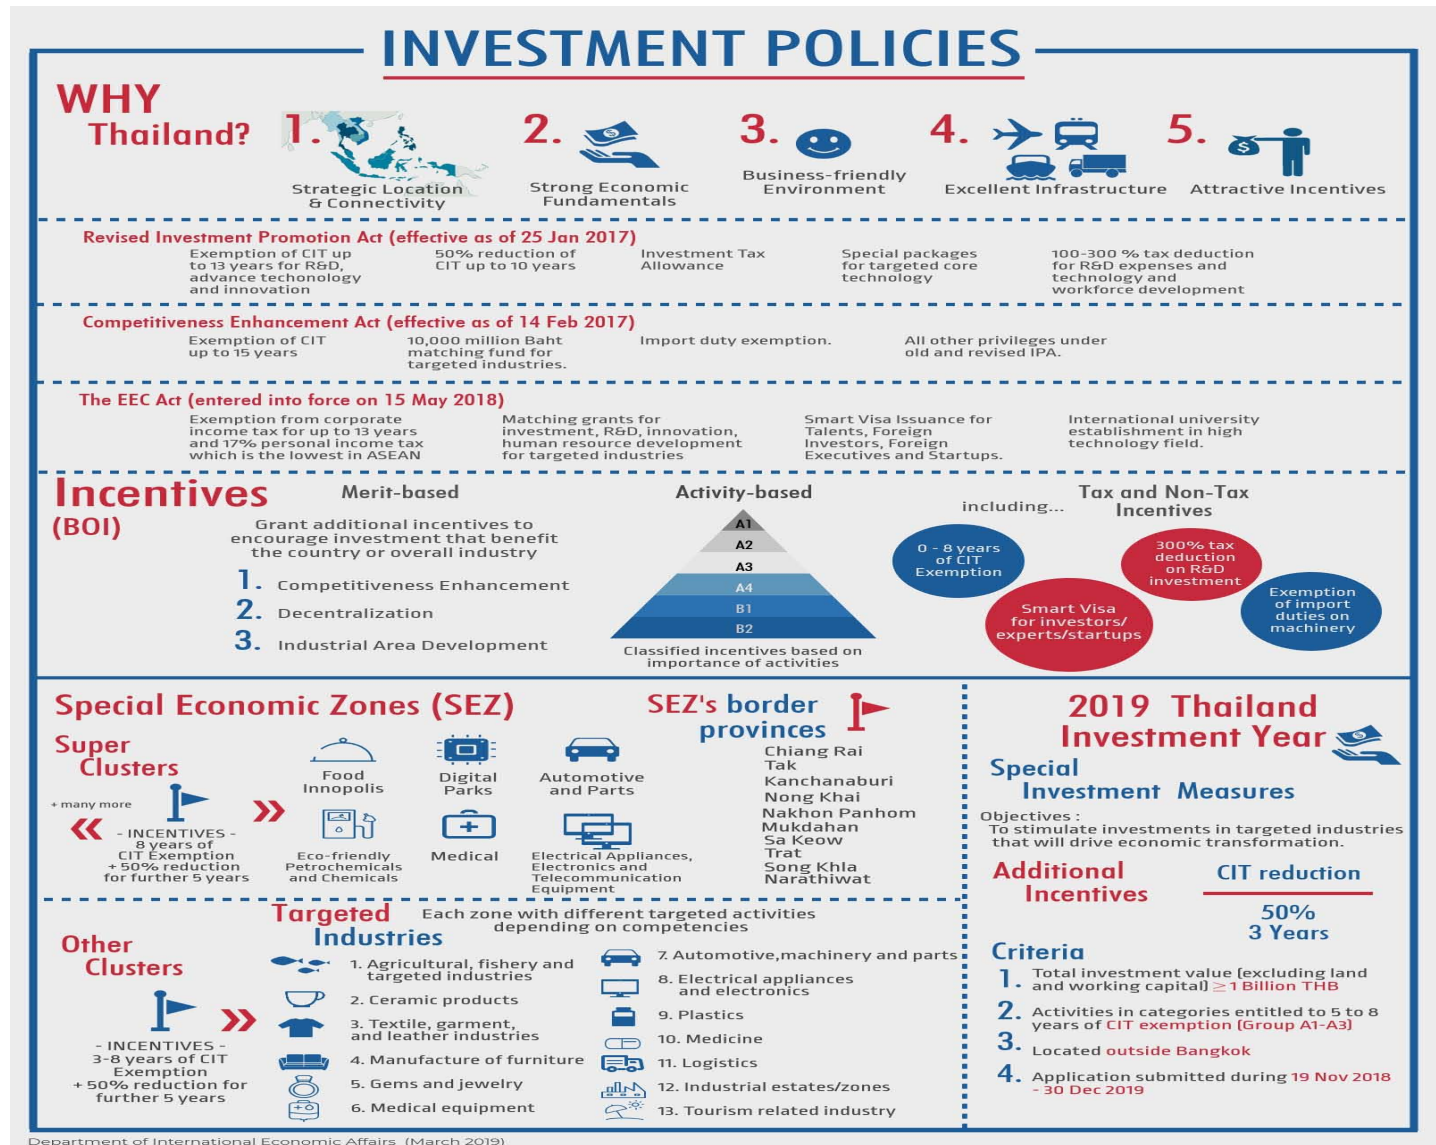 INVESTMENT POLICIES
WHY
Thailand?
1.
Strategic Location
& Connectivity
2.
Strong Economic
Fundamentals
3.
Business-friendly
Environment
4.
Excellent Infrastructure
5.
Attractive Incentives
Revised Investment Promotion Act (effective as of 25 Jan 2017)
Exemption of CIT up
to 13 years for R&D,
advance techonology
and innovation
50% reduction of
CIT up to 10 years
Investment Tax
Allowance
Special packages
for targeted core
technology
100-300 % tax deduction
for R&D expenses and
technology and
workforce development
Competitiveness Enhancement Act (effective as of 14 Feb 2017)
Exemption of CIT
up to 15 years
10,000 million Baht
matching fund for
targeted industries.
Import duty exemption.
All other privileges under
old and revised IPA.
The EEC Act (entered into force on 15 May 2018)
Exemption from corporate
income tax for up to 13 years
and 17% personal income tax
which is the lowest in ASEAN
Matching grants for
investment, R&D, innovation,
human resource development
for targeted industries
Smart Visa Issuance for
Talents, Foreign
Investors, Foreign
Executives and Startups.
International university
establishment in high
technology field.
Incentives
(BOI)
Merit-based
Grant additional incentives to
encourage investment that benefit
the country or overall industry
1. Competitiveness Enhancement
2. Decentralization
3. Industrial Area Development
Activity-based
A1
A2
A3
A4
B1
B2
Classified incentives based on
importance of activities
including...
Tax and Non-Tax
Incentives
0 - 8 years
of CIT
Exemption
Smart Visa
for investors/
experts/startups
300% tax
deduction
on R&D
investment
Exemption
of import
duties on
machinery
Special Economic Zones (SEZ)
Super
Clusters
+ many more
- INCENTIVES -
8 years of
CIT Exemption
+ 50% reduction
for further 5 years
Food
Innopolis
Digital
Parks
Automotive
and Parts
Eco-friendly
Petrochemicals
and Chemicals
Medical
Electrical Appliances,
Electronics and
Telecommunication
Equipment
SEZ's border
provinces
Chiang Rai
Tak
Kanchanaburi
Nong Khai
Nakhon Panhom
Mukdahan
Sa Keow
Trat
Song Khla
Narathiwat
Other
Clusters
- INCENTIVES -
3-8 years of CIT
Exemption
+ 50% reduction for
further 5 years
Targeted
Industries
Each zone with different targeted activities
depending on competencies
1. Agricultural, fishery and
targeted industries
2. Ceramic products
3. Textile, garment,
and leather industries
4. Manufacture of furniture
5. Gems and jewelry
6. Medical equipment
7. Automotive,machinery and parts
8. Electrical appliances
and electronics
9. Plastics
10. Medicine
11. Logistics
12. Industrial estates/zones
13. Tourism related industry
2019 Thailand
Investment Year
Special
Investment Measures
Objectives :
To stimulate investments in targeted industries
that will drive economic transformation.
Additional
Incentives
CIT reduction
50%
3 Years
Criteria
1. Total investment value (excluding land
and working capital) ≥ 1 Billion THB
2. Activities in categories entitled to 5 to 8
years of CIT exemption (Group A1-A3)
3. Located outside Bangkok
4. Application submitted during 19 Nov 2018
- 30 Dec 2019
Department of International Economic Affairs (March 2019)